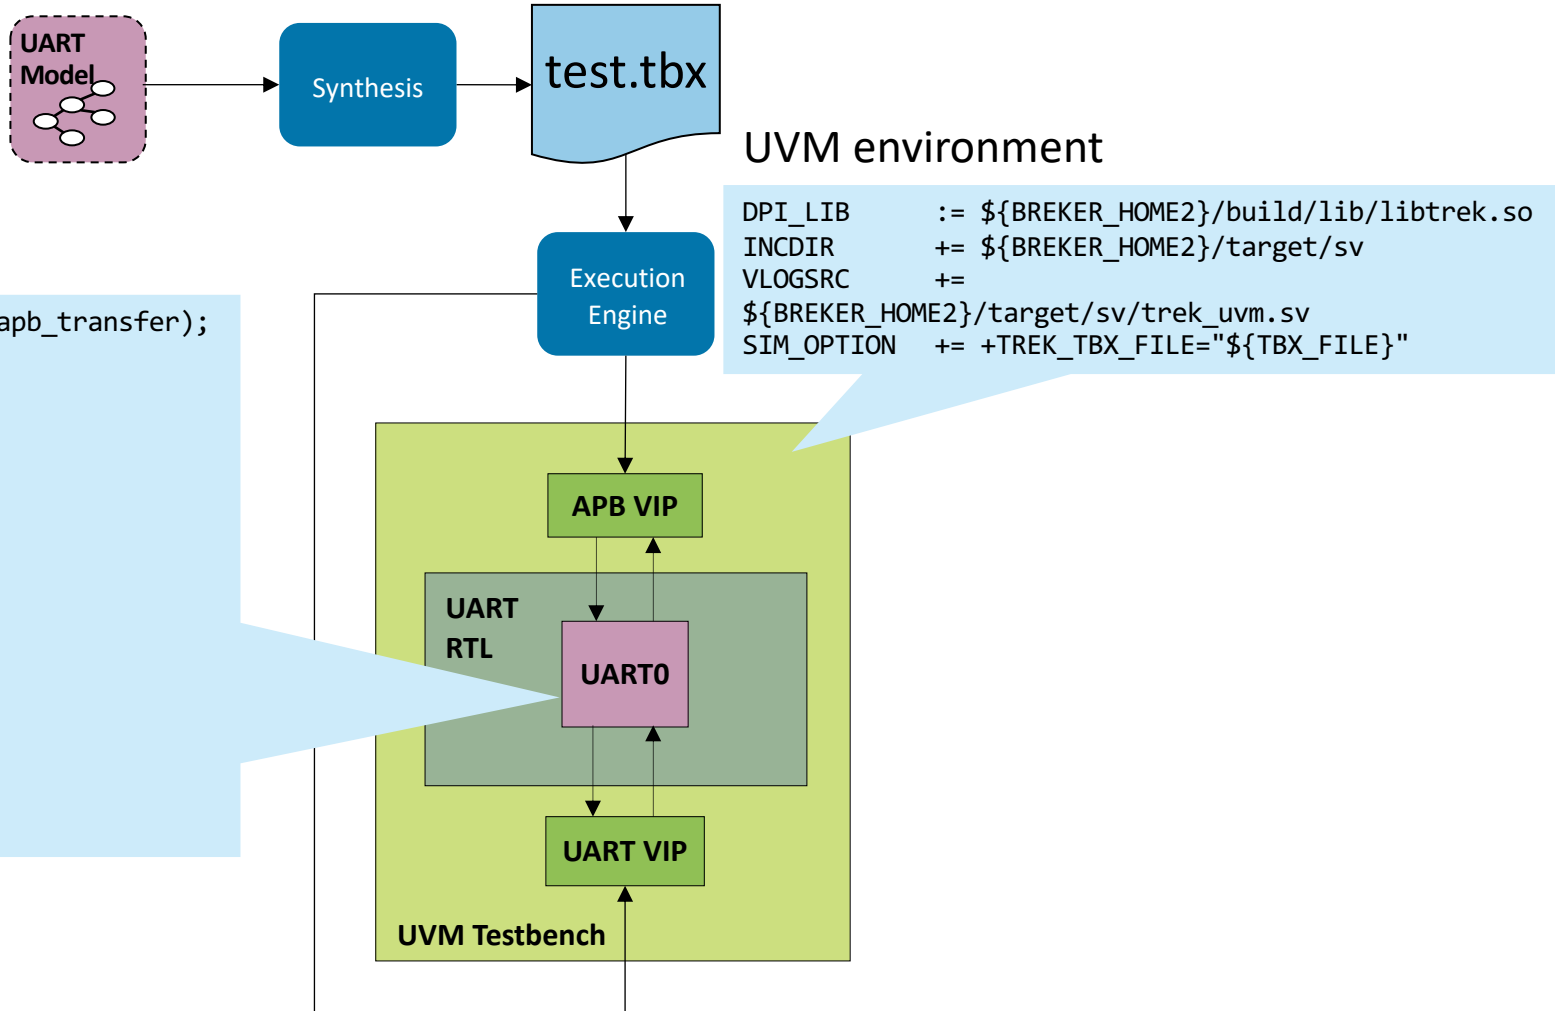 UART
Model
Synthesis
test.tbx
UVM environment
DPI_LIB := ${BREKER_HOME2}/build/lib/libtrek.so
INCDIR += ${BREKER_HOME2}/target/sv
VLOGSRC +=
${BREKER_HOME2}/target/sv/trek_uvm.sv
SIM_OPTION += +TREK_TBX_FILE="${TBX_FILE}"
Execution
Engine
apb_transfer);
APB VIP
UART
RTL
UART0
UART VIP
UVM Testbench